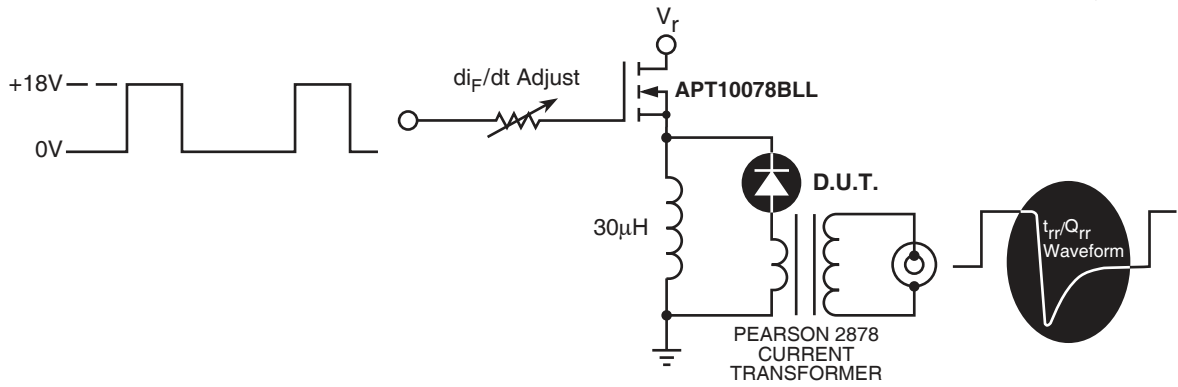 V_r
+18V
di_F/dt Adjust
APT10078BLL
0V
D.U.T.
30μH
t_rr/Q_rr
Waveform
PEARSON 2878
CURRENT
TRANSFORMER